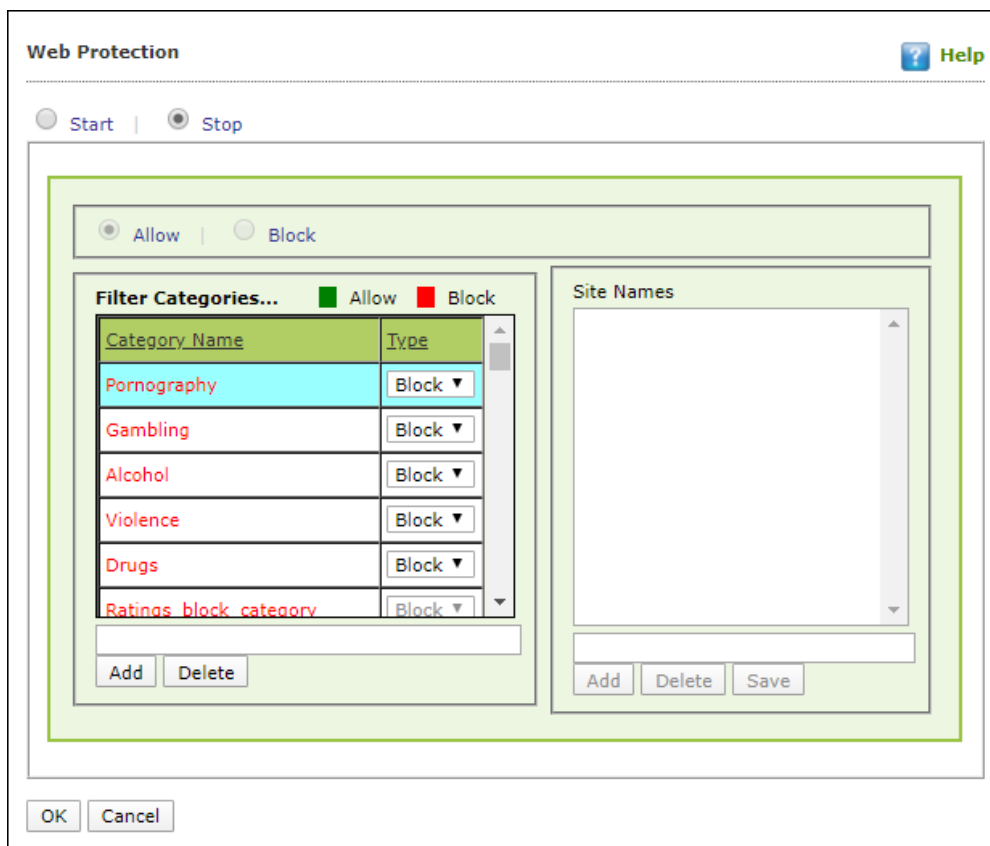 Web Protection
? Help
Start | Stop
Allow | Block
Filter Categories... Allow Block
Category Name Type
Pornography Block
Gambling Block
Alcohol Block
Violence Block
Drugs Block
Ratings_block_category Block
Add Delete
Site Names
Add Delete Save
OK Cancel